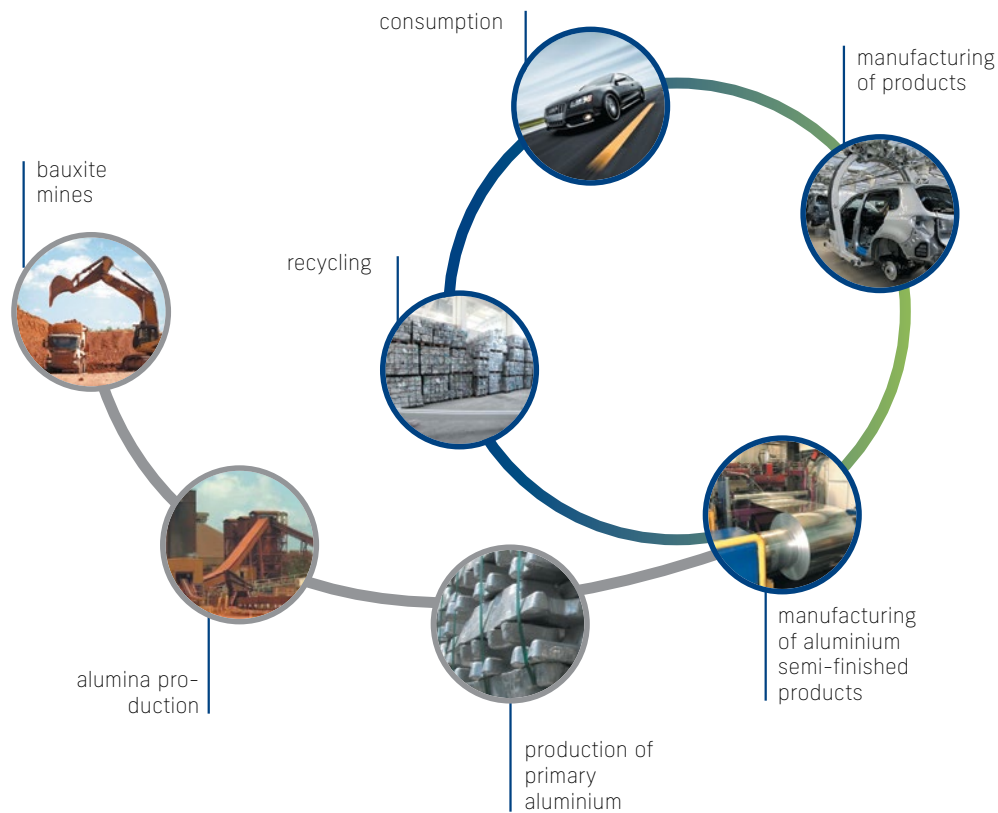 consumption
manufacturing
of products
bauxite
mines
recycling
manufacturing
of aluminium
semi-finished
products
alumina pro-
duction
production of
primary
aluminium